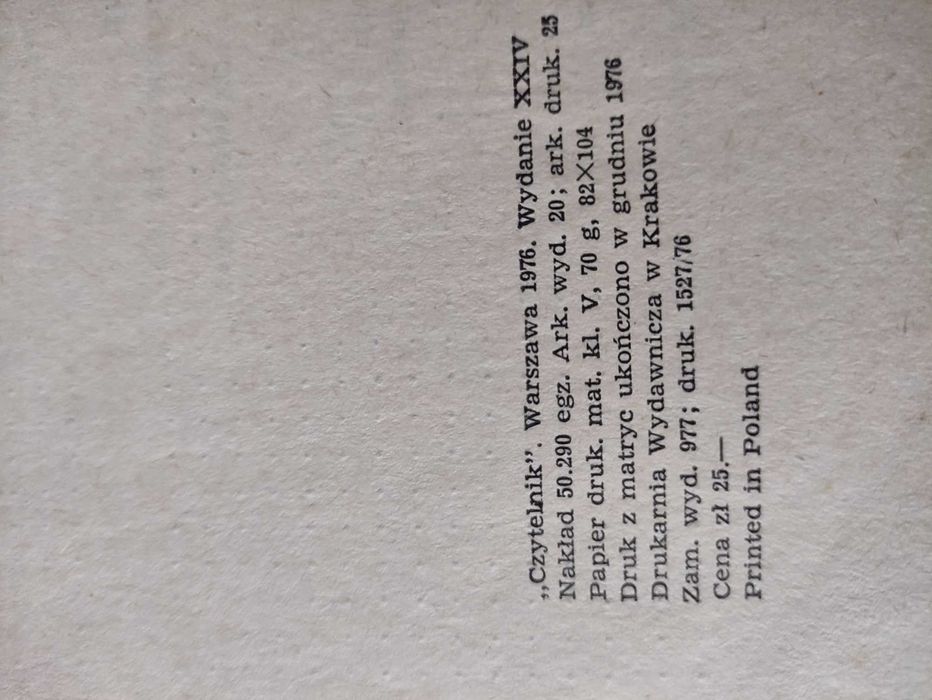 „Czytelnik”. Warszawa 1976. Wydanie XXIV
Nakład 50.290 egz. Ark. wyd. 20; ark. druk. 25
Papier druk. mat. kl. V, 70 g, 82×104
Druk z matryc ukończono w grudniu 1976
Drukarnia Wydawnicza w Krakowie
Zam. wyd. 977; druk. 1527/76
Cena zł 25.—
Printed in Poland